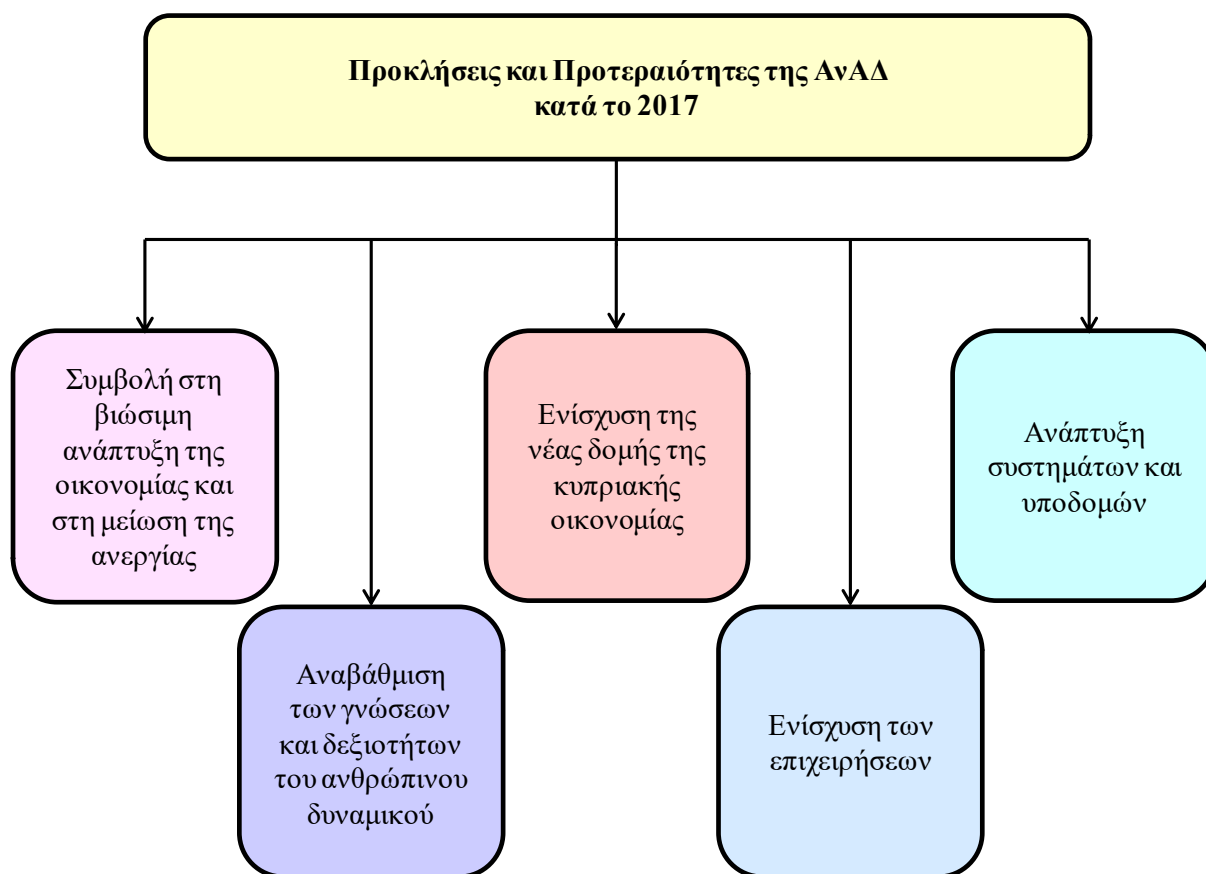 Προκλήσεις και Προτεραιότητες της ΑνΑΔ
κατά το 2017
Συμβολή στη
βιώσιμη
ανάπτυξη της
οικονομίας και
στη μείωση της
ανεργίας
Αναβάθμιση
των γνώσεων
και δεξιοτήτων
του ανθρώπινου
δυναμικού
Ενίσχυση της
νέας δομής της
κυπριακής
οικονομίας
Ενίσχυση των
επιχειρήσεων
Ανάπτυξη
συστημάτων και
υποδομών